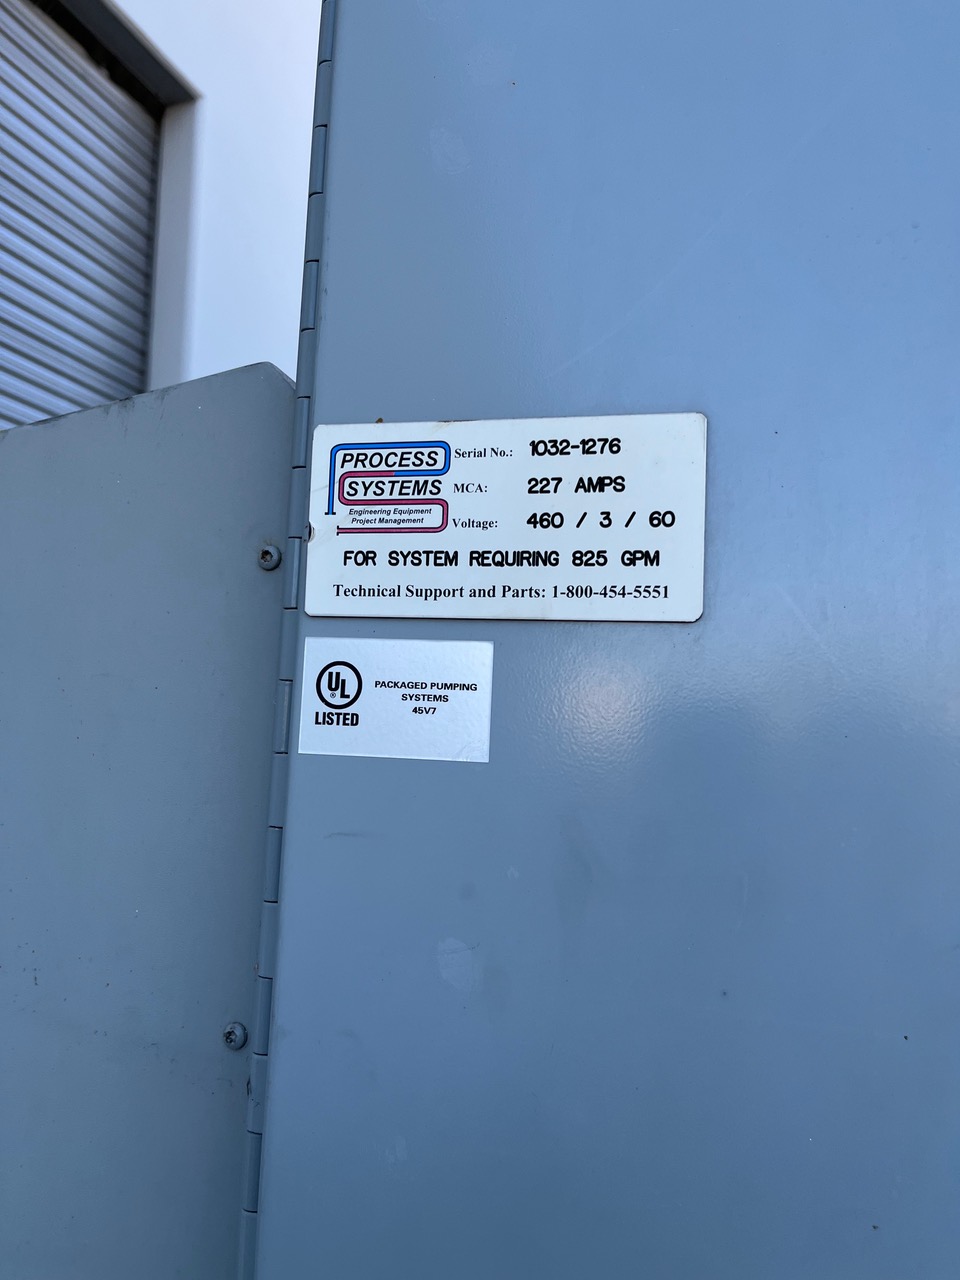 PROCESS
SYSTEMS
Engineering Equipment
Project Management
Serial No.: 1032-1276
MCA: 227 AMPS
Voltage: 460 / 3 / 60
FOR SYSTEM REQUIRING 825 GPM
Technical Support and Parts: 1-800-454-5551
UL
®
LISTED
PACKAGED PUMPING
SYSTEMS
45V7